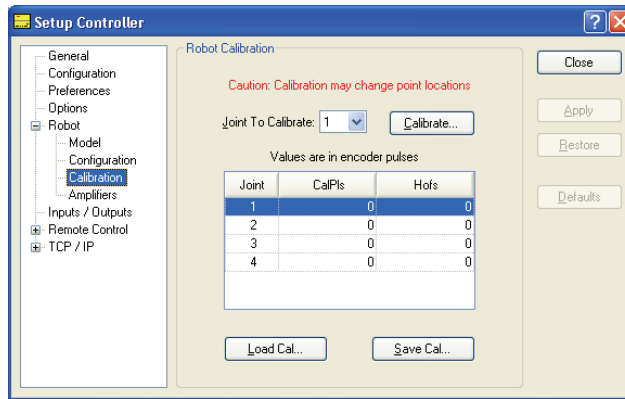 Setup Controller
General
Configuration
Preferences
Options
Robot
Model
Configuration
Calibration
Amplifiers
Inputs / Outputs
Remote Control
TCP / IP
Robot Calibration
Caution: Calibration may change point locations
Joint To Calibrate: 1 Calibrate...
Values are in encoder pulses
Joint CalPls Hofs
1 0 0
2 0 0
3 0 0
4 0 0
Load Cal... Save Cal...
Close
Apply
Restore
Defaults